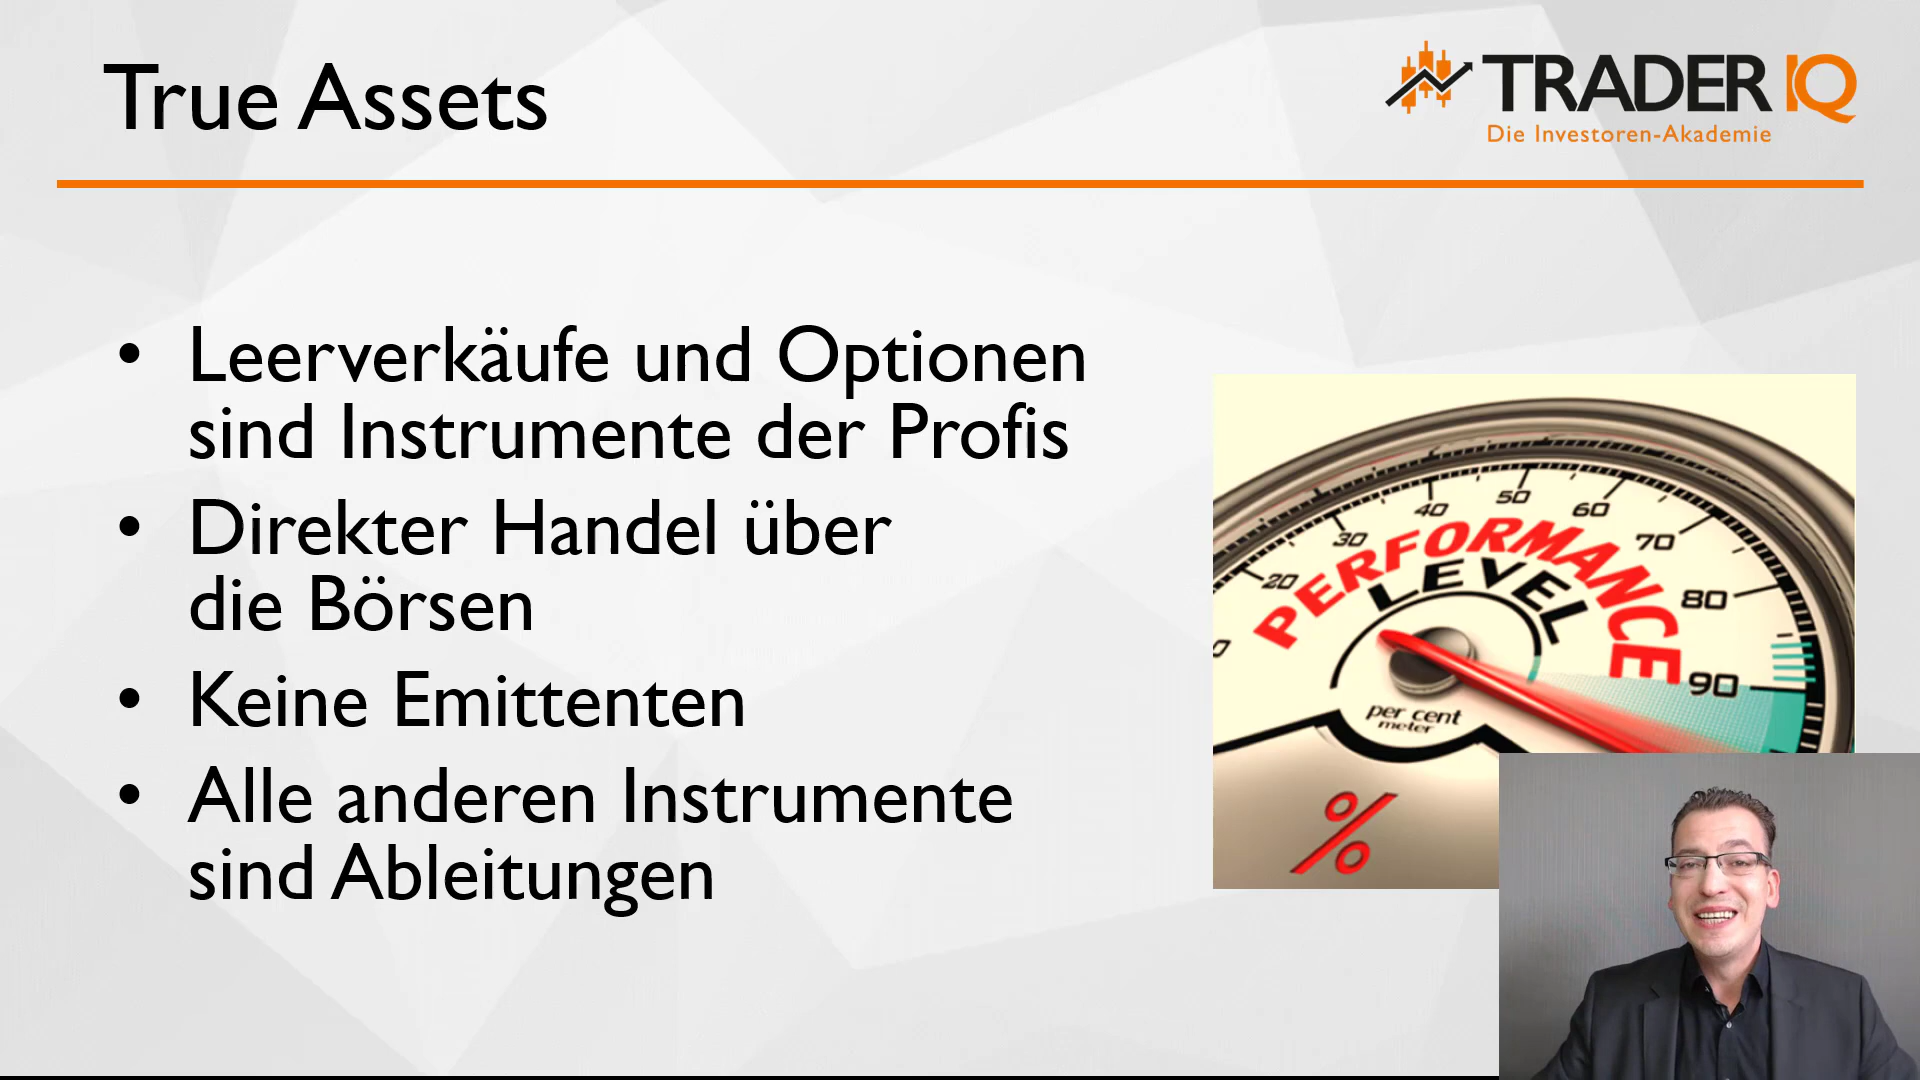 True Assets
TRADER IQ
Die Investoren-Akademie
• Leerverkäufe und Optionen
sind Instrumente der Profis
• Direkter Handel über
die Börsen
• Keine Emittenten
• Alle anderen Instrumente
sind Ableitungen
20 30 40 50 60 70 80 90
PERFORMANCE
LEVEL
per cent
meter
%